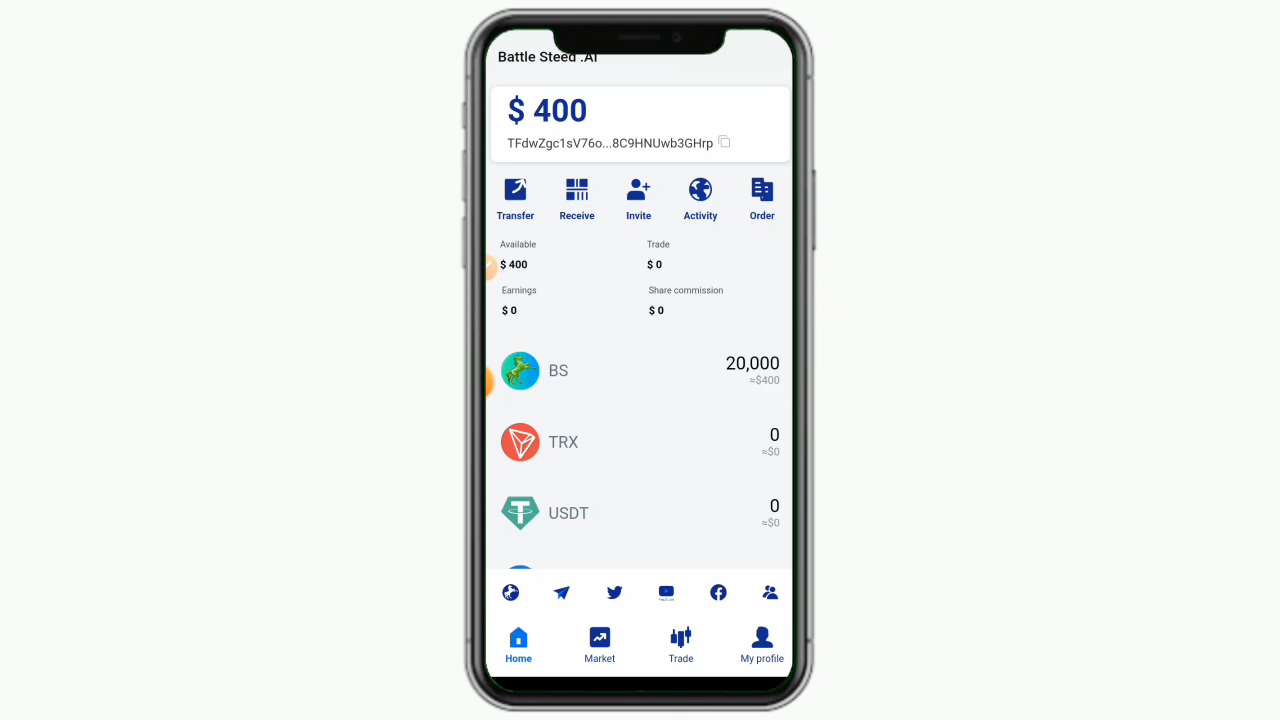 Battle Steed .AI
$ 400
TFdwZgc1sV76o...8C9HNUwb3GHrp
Transfer Receive Invite Activity Order
Available Trade
$ 400 $ 0
Earnings Share commission
$ 0 $ 0
BS 20,000
≈$400
TRX 0
≈$0
USDT 0
≈$0
Home Market Trade My profile